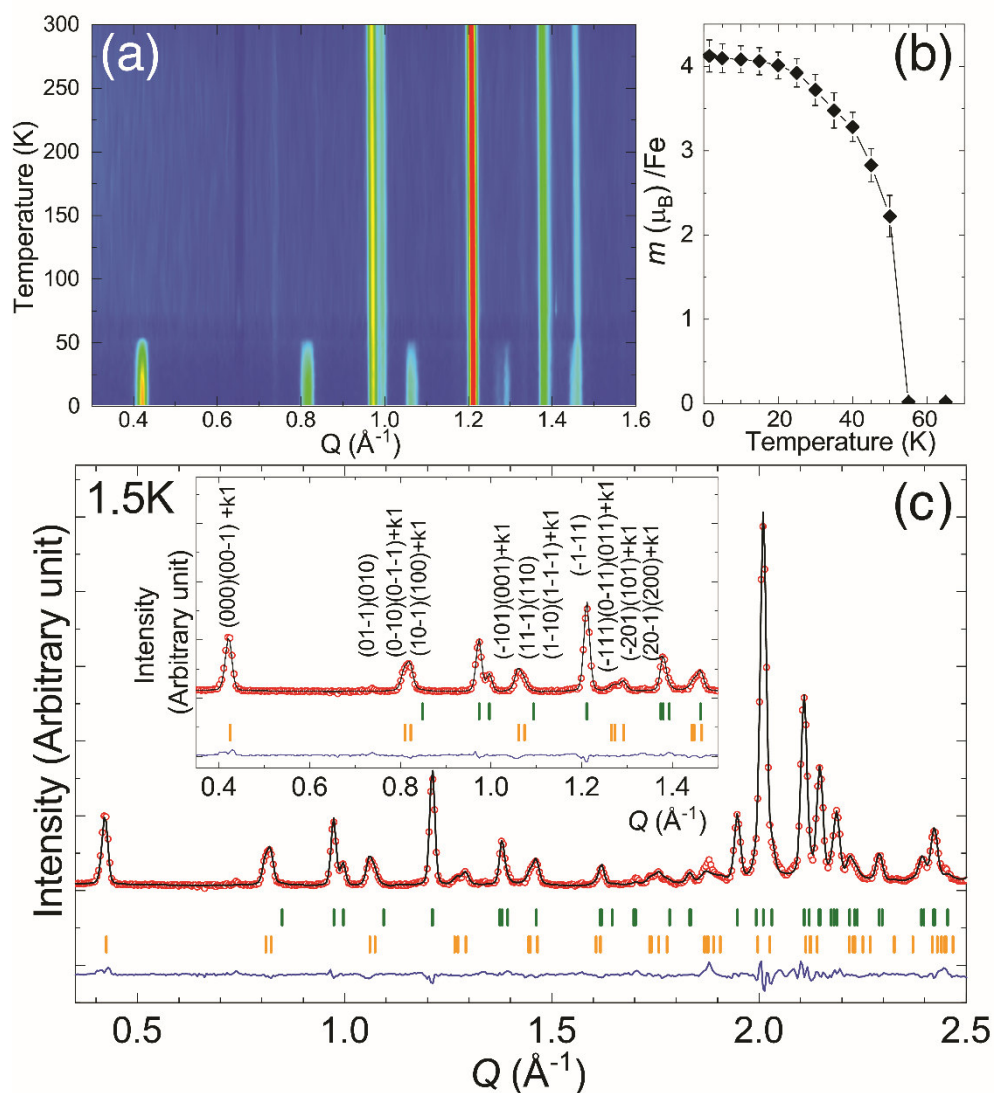 (a)
300
250
200
150
100
50
0
Temperature (K)
0.4 0.6 0.8 1.0 1.2 1.4 1.6
Q (Å⁻¹)
(b)
4
2
0
m (μB) /Fe
0 20 40 60
Temperature (K)
1.5K
(c)
(000)(00-1) +k1
(01-1)(010)
(0-10)(0-1-1)+k1
(10-1)(100)+k1
(-101)(001)+k1
(11-1)(110)
(1-10)(1-1-1)+k1
(-1-11)
(-111)(0-11)(011)+k1
(-201)(101)+k1
(20-1)(200)+k1
Intensity
(Arbitrary unit)
0.4 0.6 0.8 1.0 1.2 1.4
Q (Å⁻¹)
Intensity (Arbitrary unit)
0.5 1.0 1.5 2.0 2.5
Q (Å⁻¹)